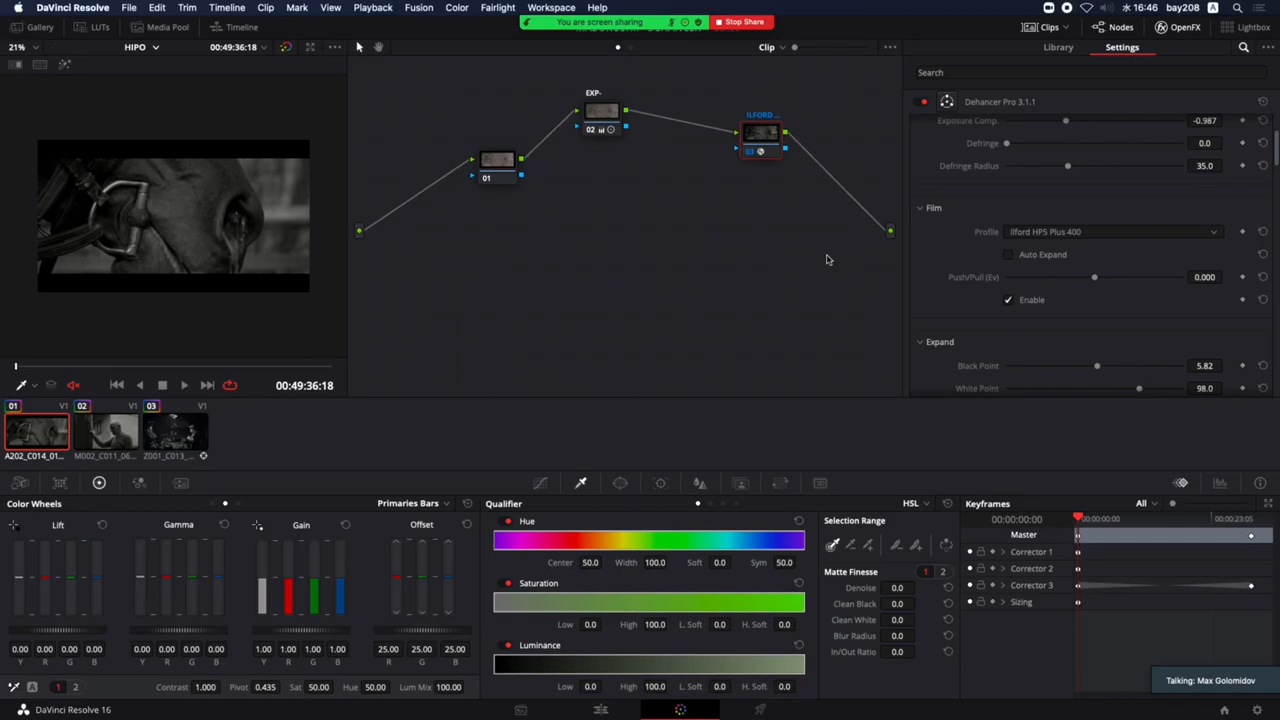 DaVinci Resolve File Edit Trim Timeline Clip Mark View Playback Fusion Color Fairlight Workspace Help 水 16:46 bay208 A
You are screen sharing Stop Share
Gallery LUTs Media Pool Timeline Clips Nodes OpenFX Lightbox
21% HIPO 00:49:36:18 Clip Library Settings
Search
Dehancer Pro 3.1.1
Exposure Comp. -0.987
Defringe 0.0
Defringe Radius 35.0
Film
Profile Ilford HP5 Plus 400
Auto Expand
Push/Pull (Ev) 0.000
Enable
Expand
Black Point 5.82
White Point 98.0
EXP-
02
ILFORD ...
01
00:49:36:18
01 V1 02 V1 03 V1
A202_C014_01... M002_C011_06... Z001_C013_...
Color Wheels Primaries Bars
Lift Gamma Gain Offset
0.00 0.00 0.00 0.00 0.00 0.00 0.00 0.00 1.00 1.00 1.00 1.00 25.00 25.00 25.00
Y R G B Y R G B Y R G B R G B
A 1 2 Contrast 1.000 Pivot 0.435 Sat 50.00 Hue 50.00 Lum Mix 100.00
Qualifier HSL
Hue
Center 50.0 Width 100.0 Soft 0.0 Sym 50.0
Saturation
Low 0.0 High 100.0 L. Soft 0.0 H. Soft 0.0
Luminance
Low 0.0 High 100.0 L. Soft 0.0 H. Soft 0.0
Selection Range
Matte Finesse 1 2
Denoise 0.0
Clean Black 0.0
Clean White 0.0
Blur Radius 0.0
In/Out Ratio 0.0
Keyframes All
00:00:00:00 00:00:00:00 00:00:23:05
Master
Corrector 1
Corrector 2
Corrector 3
Sizing
Talking: Max Golomidov
DaVinci Resolve 16